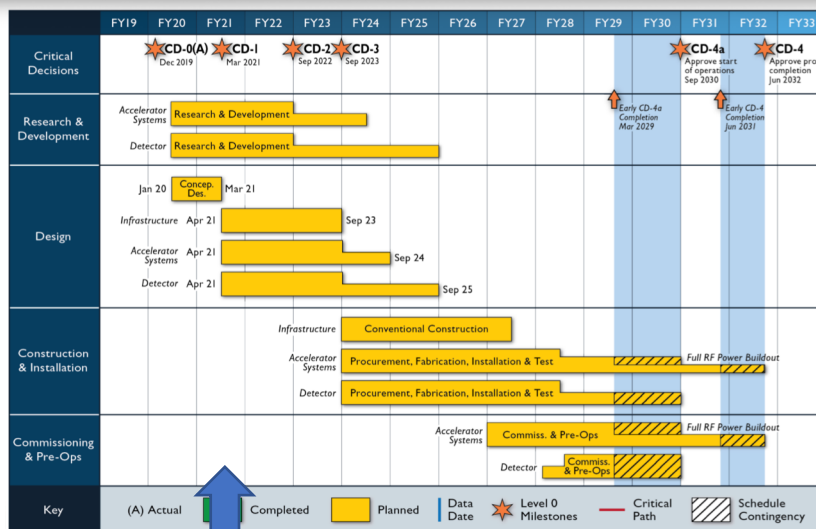 FY19 FY20 FY21 FY22 FY23 FY24 FY25 FY26 FY27 FY28 FY29 FY30 FY31 FY32 FY33
Critical
Decisions
CD-0(A)
Dec 2019
CD-1
Mar 2021
CD-2
Sep 2022
CD-3
Sep 2023
CD-4a
Approve start
of operations
Sep 2030
CD-4
Approve pro
completion
Jun 2032
Early CD-4a
Completion
Mar 2029
Early CD-4
Completion
Jun 2031
Research &
Development
Accelerator
Systems
Research & Development
Detector
Research & Development
Design
Jan 20
Concep.
Des.
Mar 21
Infrastructure Apr 21 Sep 23
Accelerator
Systems
Apr 21 Sep 24
Detector Apr 21 Sep 25
Construction
& Installation
Infrastructure
Conventional Construction
Accelerator
Systems
Procurement, Fabrication, Installation & Test
Full RF Power Buildout
Detector
Procurement, Fabrication, Installation & Test
Commissioning
& Pre-Ops
Accelerator
Systems
Commiss. & Pre-Ops
Full RF Power Buildout
Detector
Commiss.
& Pre-Ops
Key
(A) Actual
Completed
Planned
Data
Date
Level 0
Milestones
Critical
Path
Schedule
Contingency